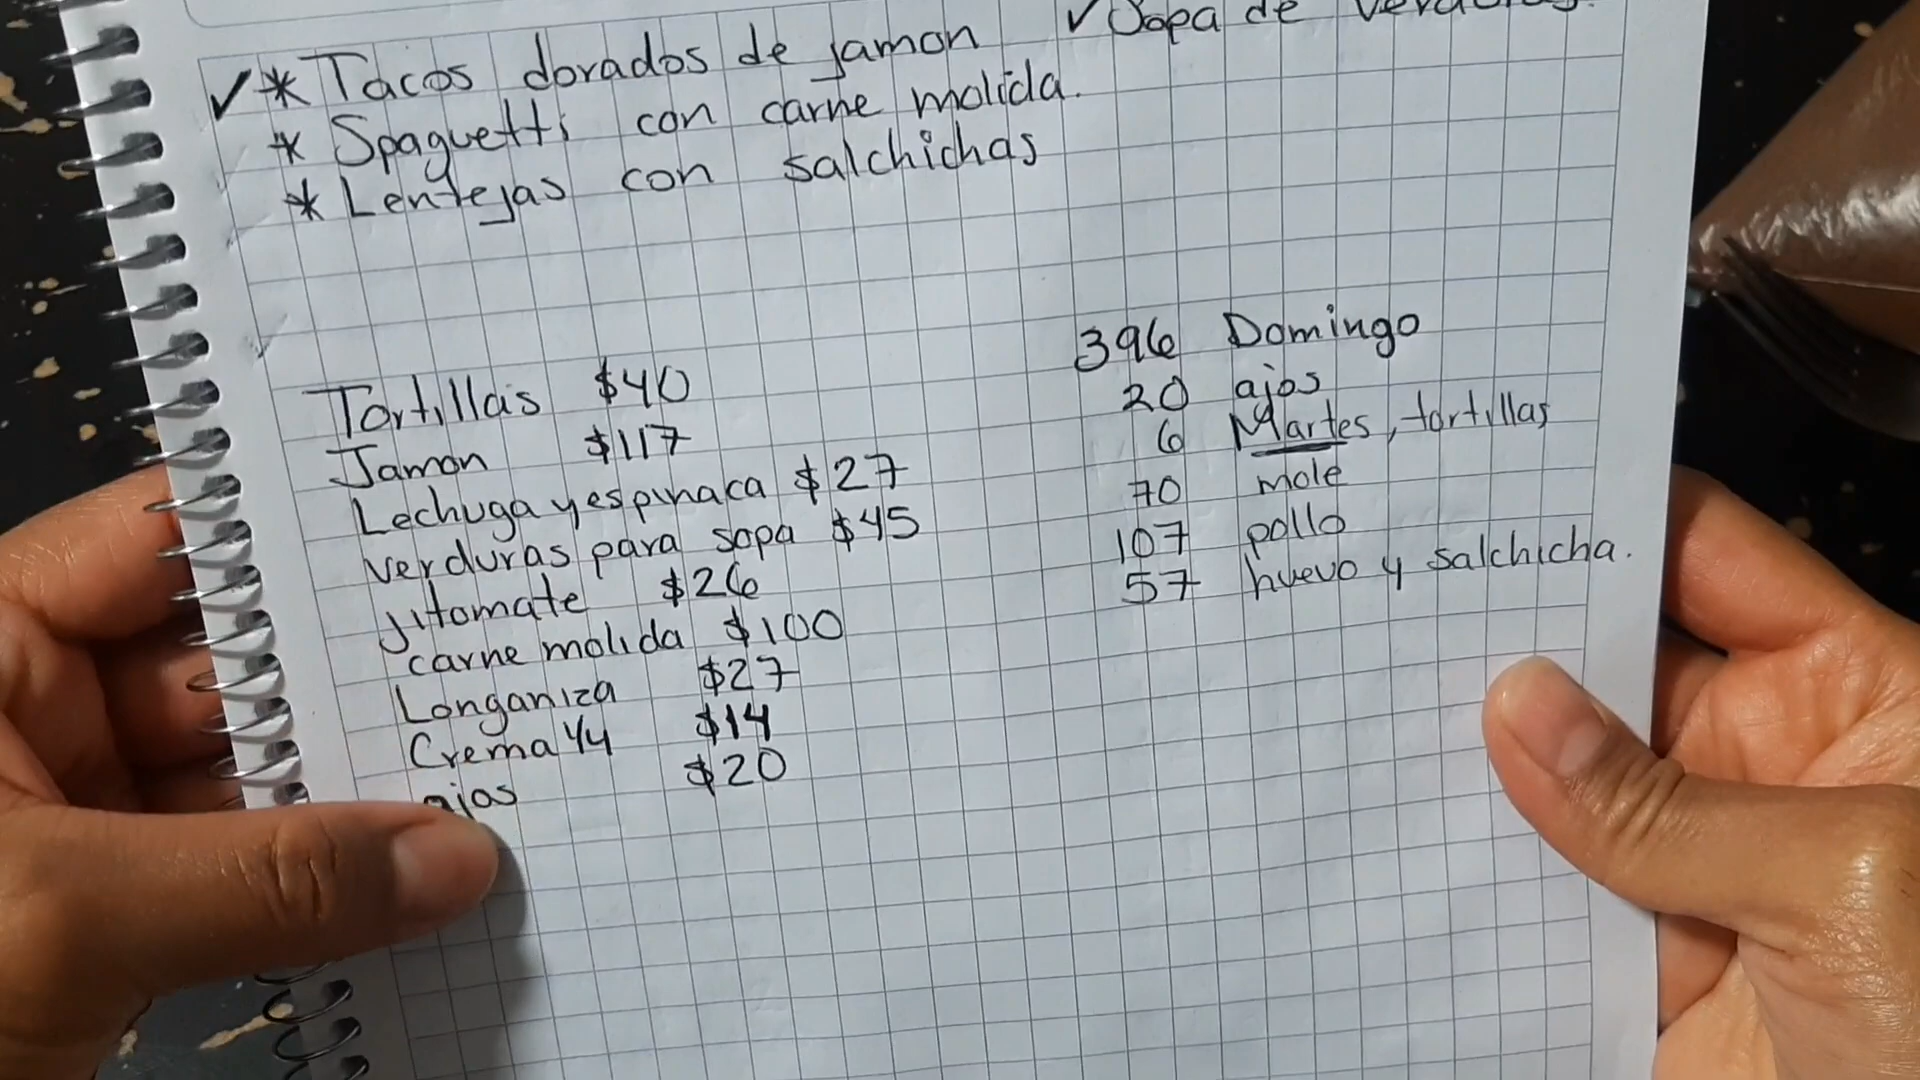 ✓* Tacos dorados de jamon ✓ Sopa de
* Spaguetti con carne molida.
* Lentejas con salchichas
Tortillas $40
Jamon $117
Lechuga y espinaca $27
verduras para sopa $45
jitomate $26
carne molida $100
Longaniza $27
Crema 1/4 $14
ajos $20
396 Domingo
20 ajos
6 Martes, tortillas
70 mole
107 pollo
57 huevo y salchicha.